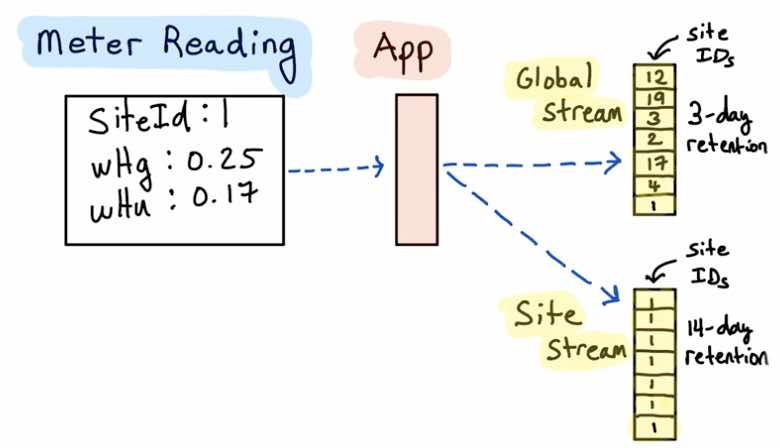 Meter Reading
SiteId : 1
wHg : 0.25
wHu : 0.17
App
Global
Stream
site
IDs
12
19
3
2
17
4
1
3-day
retention
Site
Stream
site
IDs
1
1
1
1
1
1
1
14-day
retention